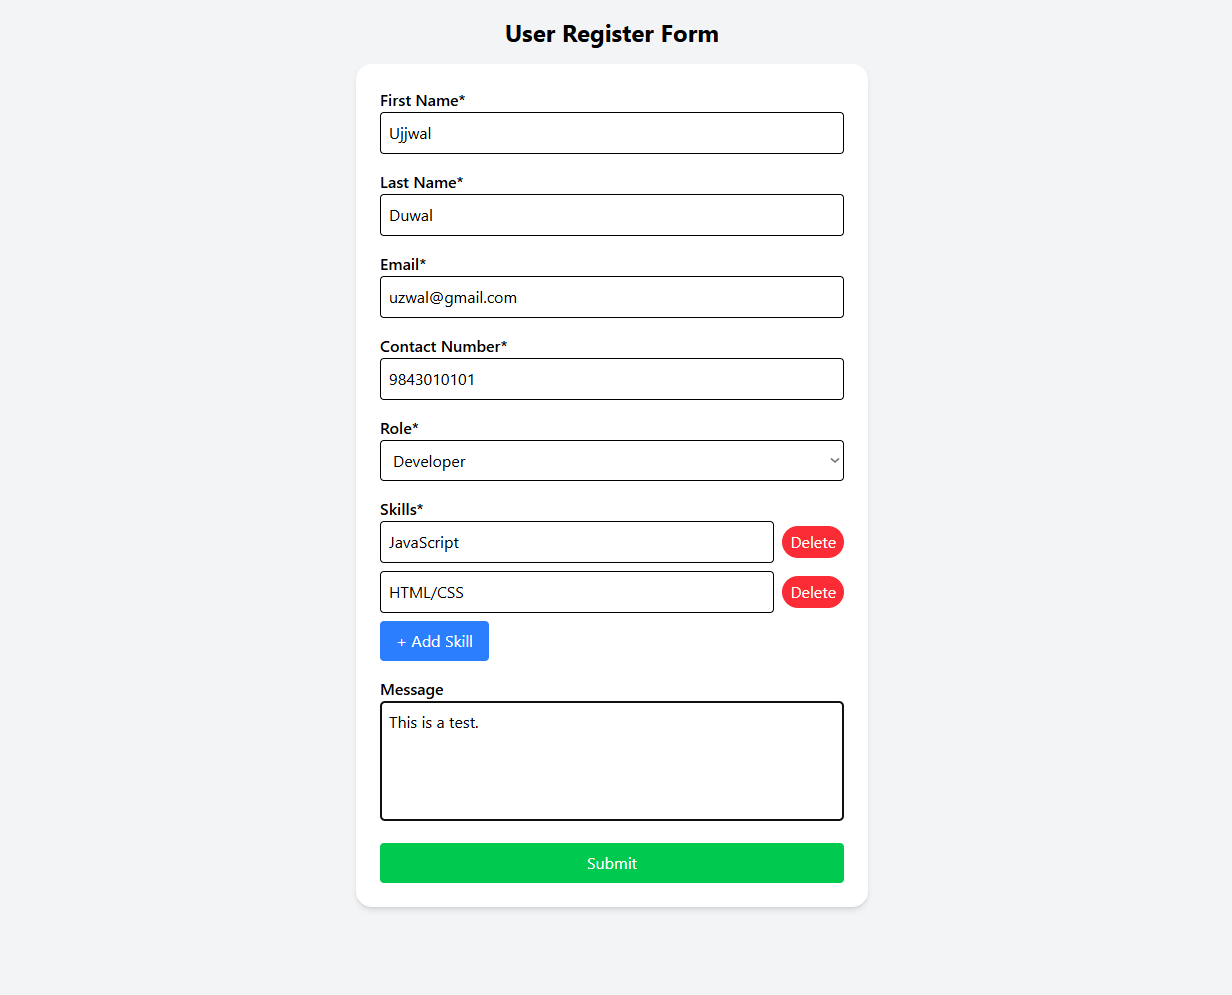 User Register Form
First Name*
Ujjwal
Last Name*
Duwal
Email*
uzwal@gmail.com
Contact Number*
9843010101
Role*
Developer
Skills*
JavaScript Delete
HTML/CSS Delete
+ Add Skill
Message
This is a test.
Submit